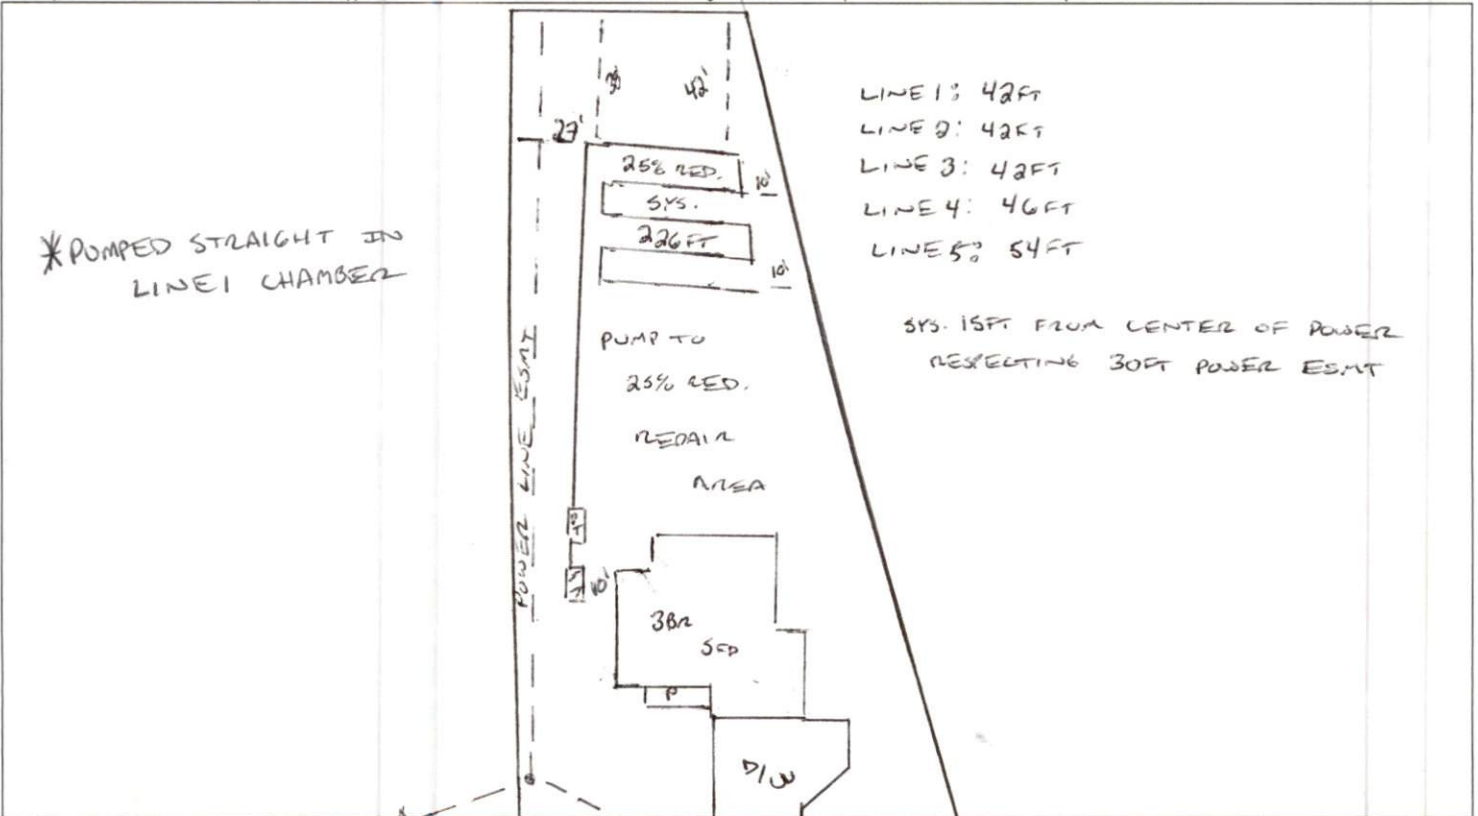 42'
27'
25% RED.
10'
SYS.
226 FT
10'
LINE 1: 42FT
LINE 2: 42FT
LINE 3: 42FT
LINE 4: 46FT
LINE 5: 54FT
*PUMPED STRAIGHT IN
LINE1 CHAMBER
SYS. 15FT FROM CENTER OF POWER
RESPECTING 30FT POWER ESMT
POWER LINE ESMT
PUMP TO
25% RED.
REPAIR
AREA
10'
3BR
SFD
P
D/W